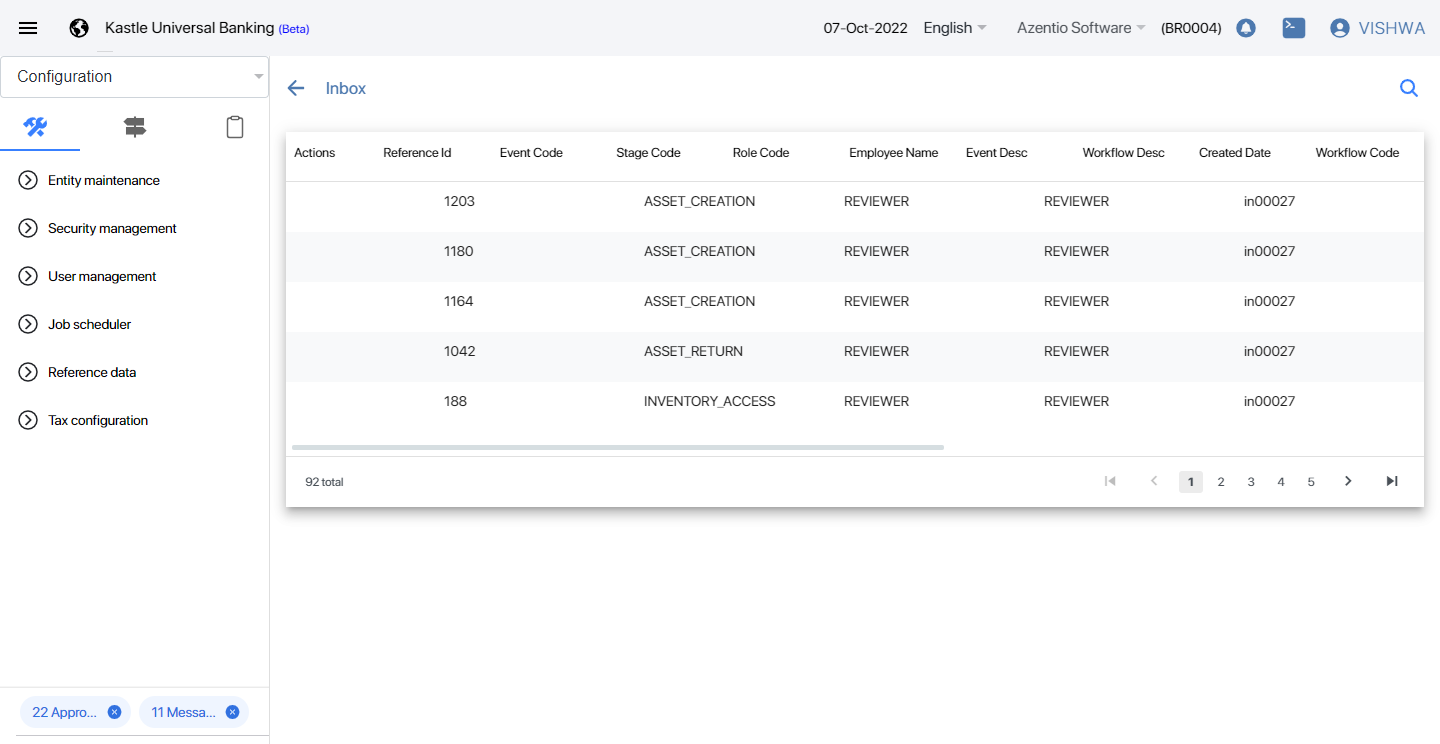 Kastle Universal Banking (Beta) 07-Oct-2022 English Azentio Software (BR0004) VISHWA
Configuration
Inbox
Entity maintenance
Security management
User management
Job scheduler
Reference data
Tax configuration
22 Appro...
11 Messa...
Actions Reference Id Event Code Stage Code Role Code Employee Name Event Desc Workflow Desc Created Date Workflow Code
1203 ASSET_CREATION REVIEWER REVIEWER in00027
1180 ASSET_CREATION REVIEWER REVIEWER in00027
1164 ASSET_CREATION REVIEWER REVIEWER in00027
1042 ASSET_RETURN REVIEWER REVIEWER in00027
188 INVENTORY_ACCESS REVIEWER REVIEWER in00027
92 total 1 2 3 4 5